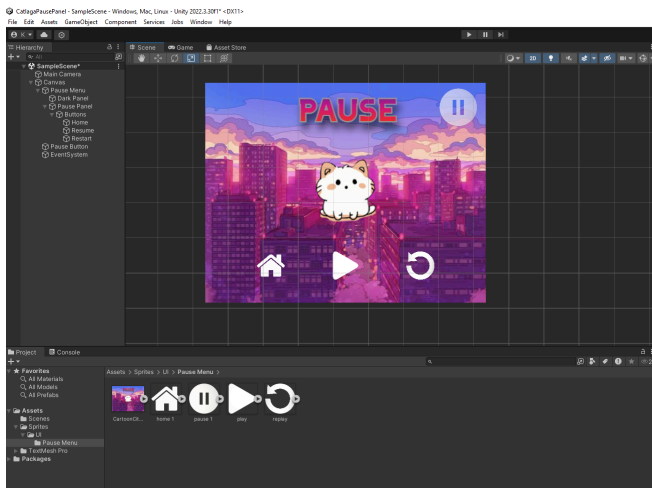 CatlagaPausePanel - SampleScene - Windows, Mac, Linux - Unity 2022.3.30f1* <DX11>
File Edit Assets GameObject Component Services Jobs Window Help
K
Hierarchy
Scene Game Asset Store
All
2D
SampleScene*
Main Camera
Canvas
Pause Menu
Dark Panel
Pause Panel
Buttons
Home
Resume
Restart
Pause Button
EventSystem
PAUSE
Project Console
Favorites
All Materials
All Models
All Prefabs
Assets
Scenes
Sprites
UI
Pause Menu
TextMesh Pro
Packages
Assets > Sprites > UI > Pause Menu >
CartoonCit... home 1 pause 1 play replay